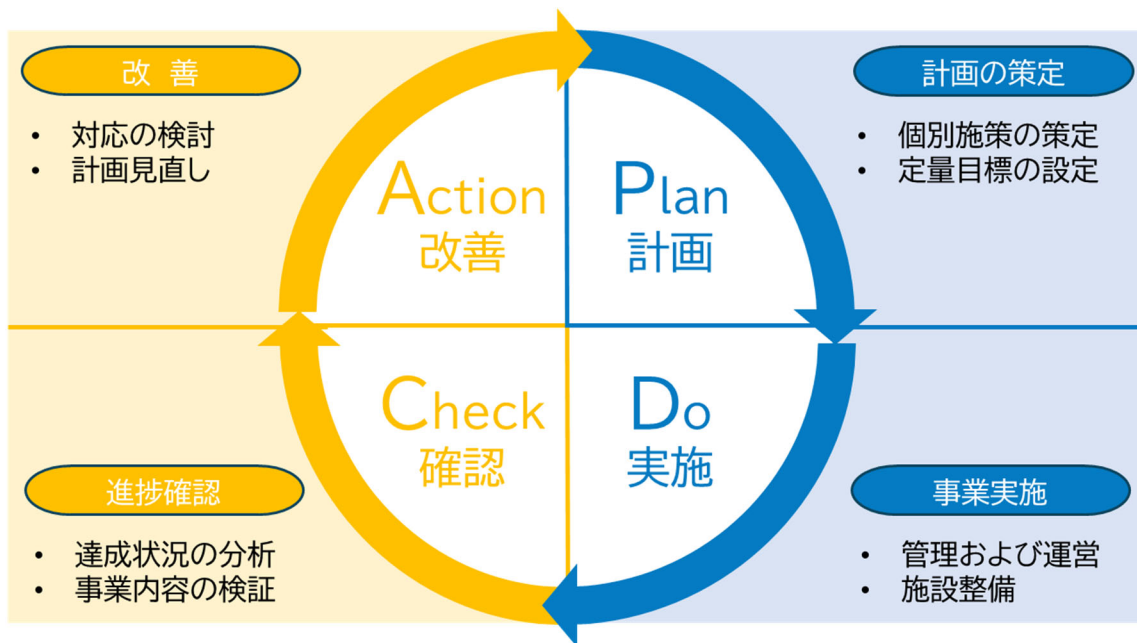 改 善
• 対応の検討
• 計画見直し
計画の策定
• 個別施策の策定
• 定量目標の設定
Action
改善
Plan
計画
Check
確認
Do
実施
進捗確認
• 達成状況の分析
• 事業内容の検証
事業実施
• 管理および運営
• 施設整備